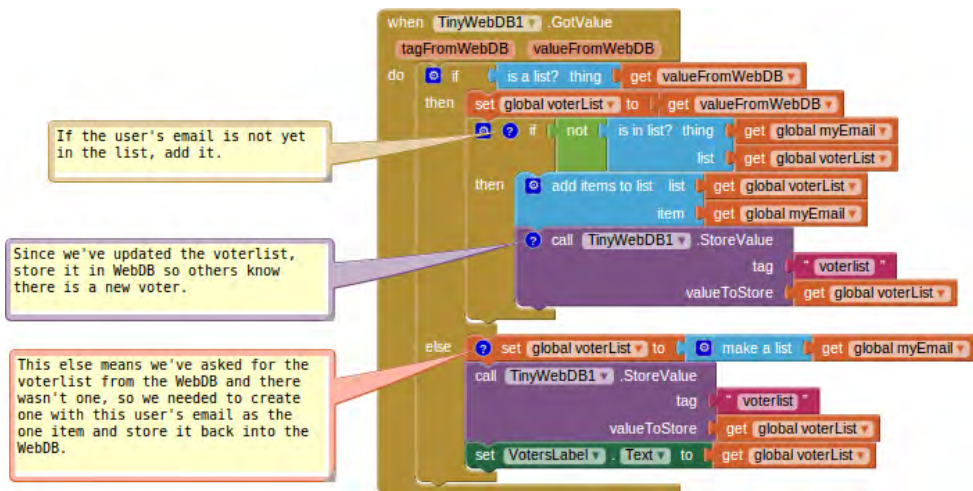 when TinyWebDB1 .GotValue
tagFromWebDB valueFromWebDB
do if is a list? thing get valueFromWebDB
then set global voterList to get valueFromWebDB
If the user's email is not yet
in the list, add it.
? if not is in list? thing get global myEmail
list get global voterList
then add items to list list get global voterList
item get global myEmail
Since we've updated the voterlist,
store it in WebDB so others know
there is a new voter.
? call TinyWebDB1 .StoreValue
tag " voterlist "
valueToStore get global voterList
This else means we've asked for the
voterlist from the WebDB and there
wasn't one, so we needed to create
one with this user's email as the
one item and store it back into the
WebDB.
else ? set global voterList to make a list get global myEmail
call TinyWebDB1 .StoreValue
tag " voterlist "
valueToStore get global voterList
set VotersLabel . Text to get global voterList